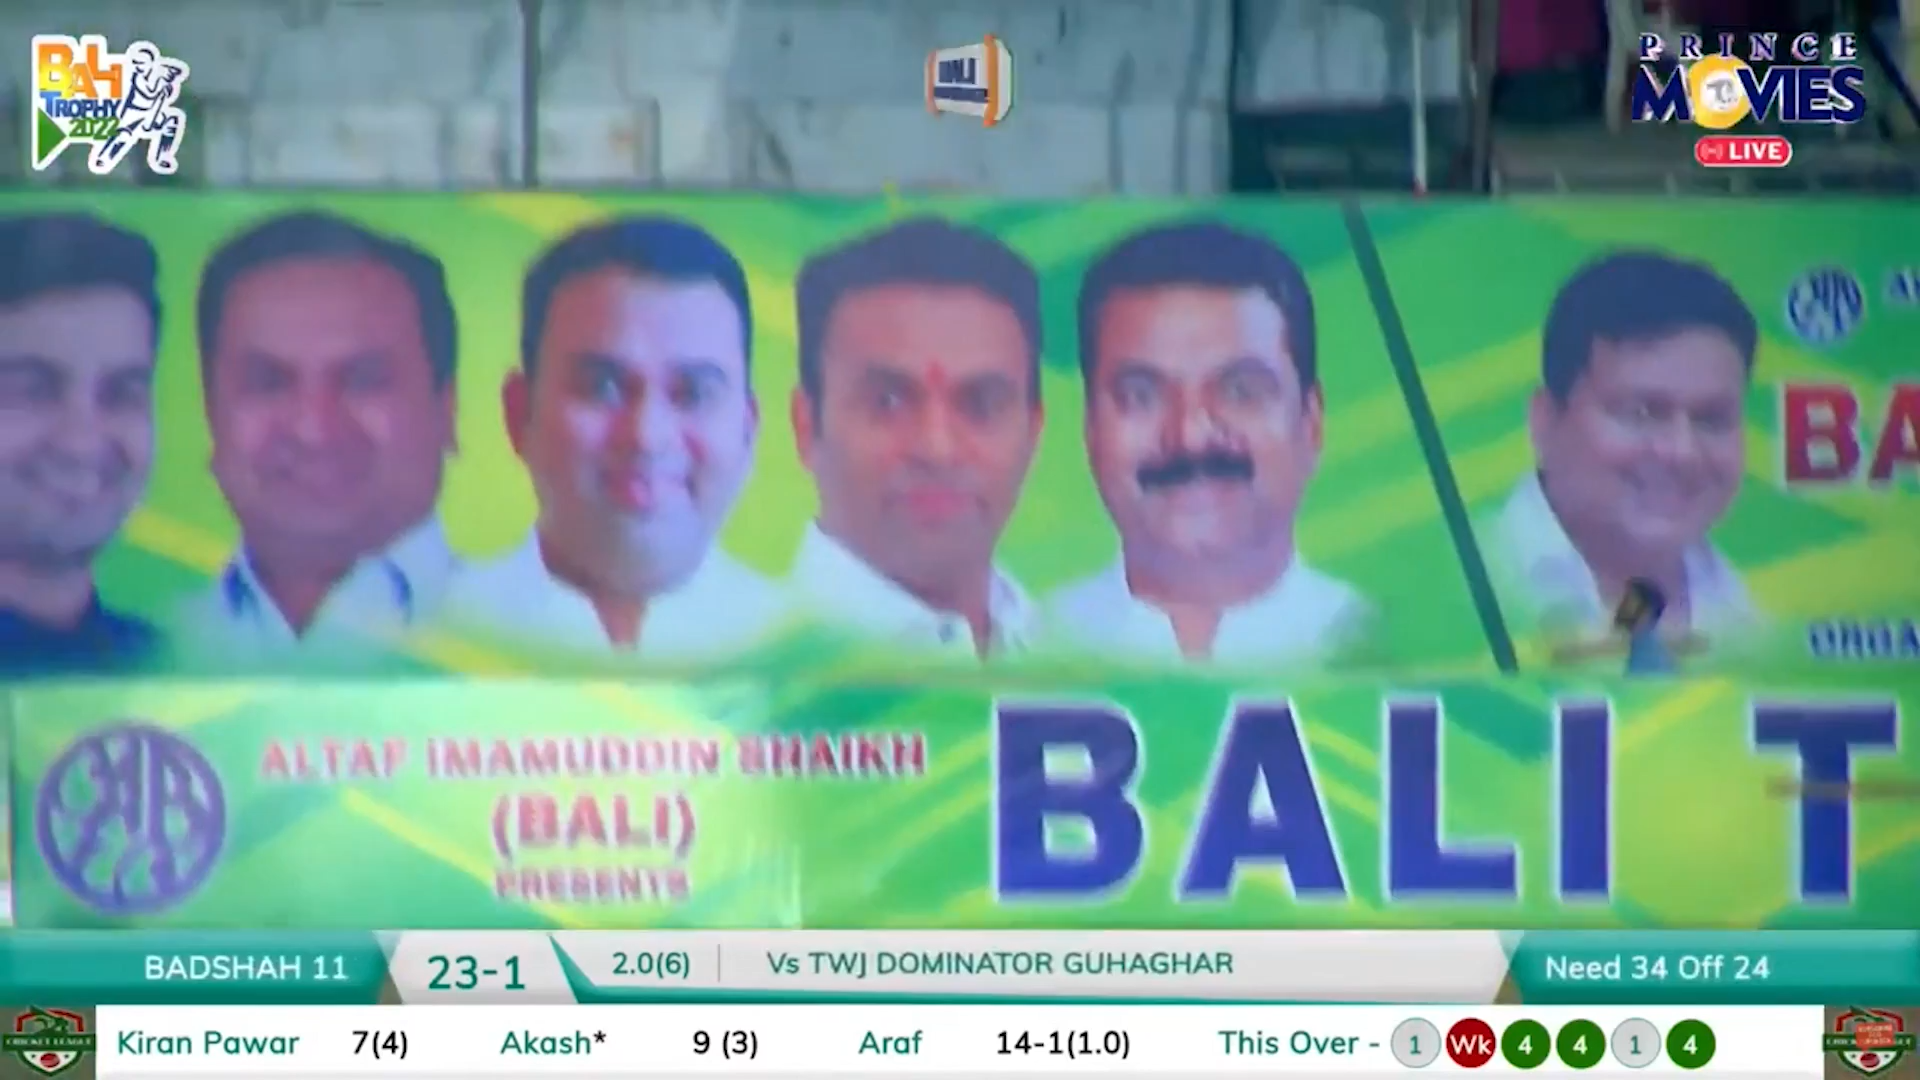 BALI
TROPHY
2022
BALI
PRINCE
MOVIES
LIVE
BA
ORGA
ALTAF IMAMUDDIN SHAIKH
(BALI)
PRESENTS
BALI T
BADSHAH 11 23-1 2.0(6) Vs TWJ DOMINATOR GUHAGHAR Need 34 Off 24
Kiran Pawar 7(4) Akash* 9 (3) Araf 14-1(1.0) This Over - 1 Wk 4 4 1 4